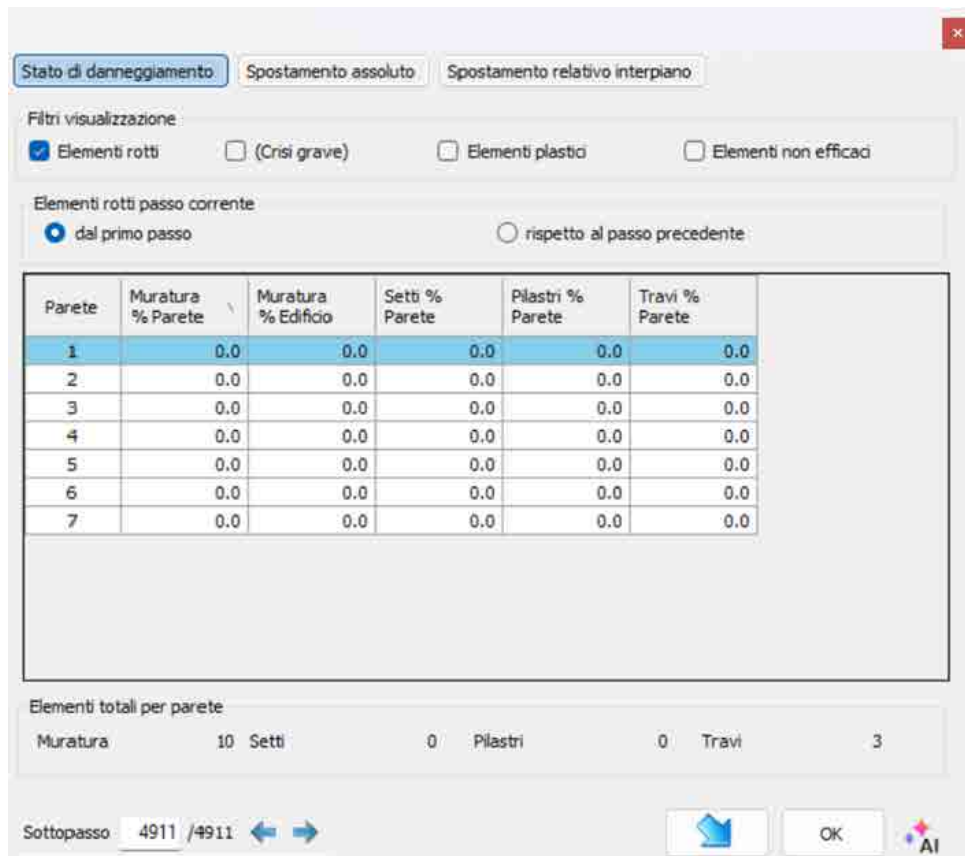 Stato di danneggiamento Spostamento assoluto Spostamento relativo interpiano
Filtri visualizzazione
Elementi rotti (Crisi grave) Elementi plastici Elementi non efficaci
Elementi rotti passo corrente
dal primo passo rispetto al passo precedente
Parete Muratura % Parete Muratura % Edificio Setti % Parete Pilastri % Parete Travi % Parete
1 0.0 0.0 0.0 0.0 0.0
2 0.0 0.0 0.0 0.0 0.0
3 0.0 0.0 0.0 0.0 0.0
4 0.0 0.0 0.0 0.0 0.0
5 0.0 0.0 0.0 0.0 0.0
6 0.0 0.0 0.0 0.0 0.0
7 0.0 0.0 0.0 0.0 0.0
Elementi totali per parete
Muratura 10 Setti 0 Pilastri 0 Travi 3
Sottopasso 4911 /4911 OK AI